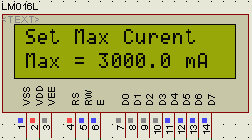 LM016L
<TEXT>
Set Max Curent
Max = 3000.0 mA
VSS VDD VEE RS RW E D0 D1 D2 D3 D4 D5 D6 D7
1 2 3 4 5 6 7 8 9 10 11 12 13 14